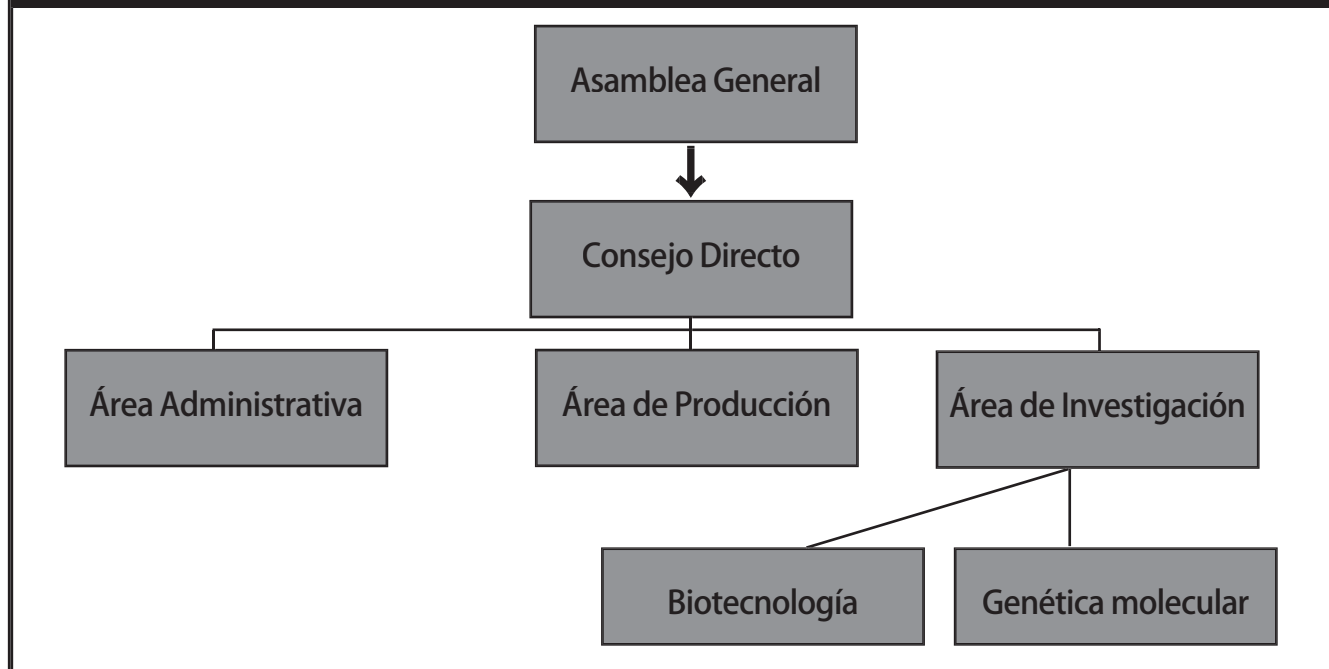 Asamblea General
Consejo Directo
Área Administrativa
Área de Producción
Área de Investigación
Biotecnología
Genética molecular